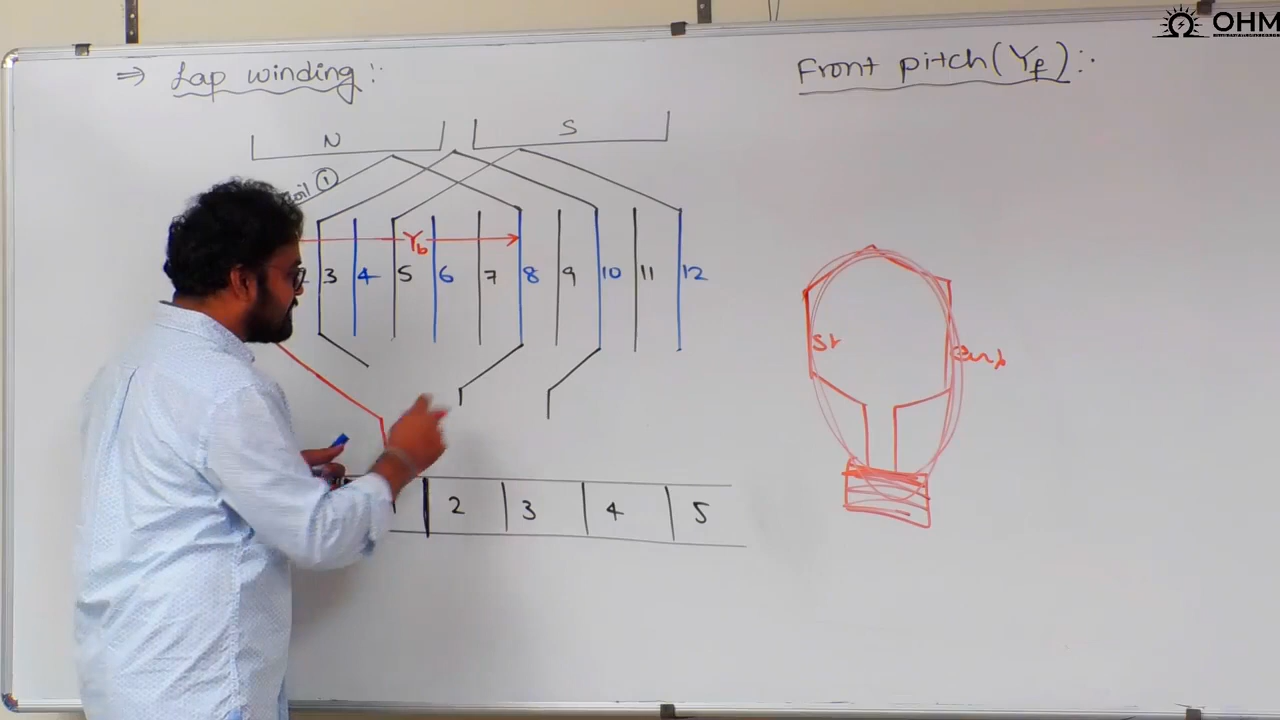 OHM
⇒ Lap winding :-
Front pitch (Yf) :-
N S
coil ①
Yb
3 4 5 6 7 8 9 10 11 12
St end
2 3 4 5